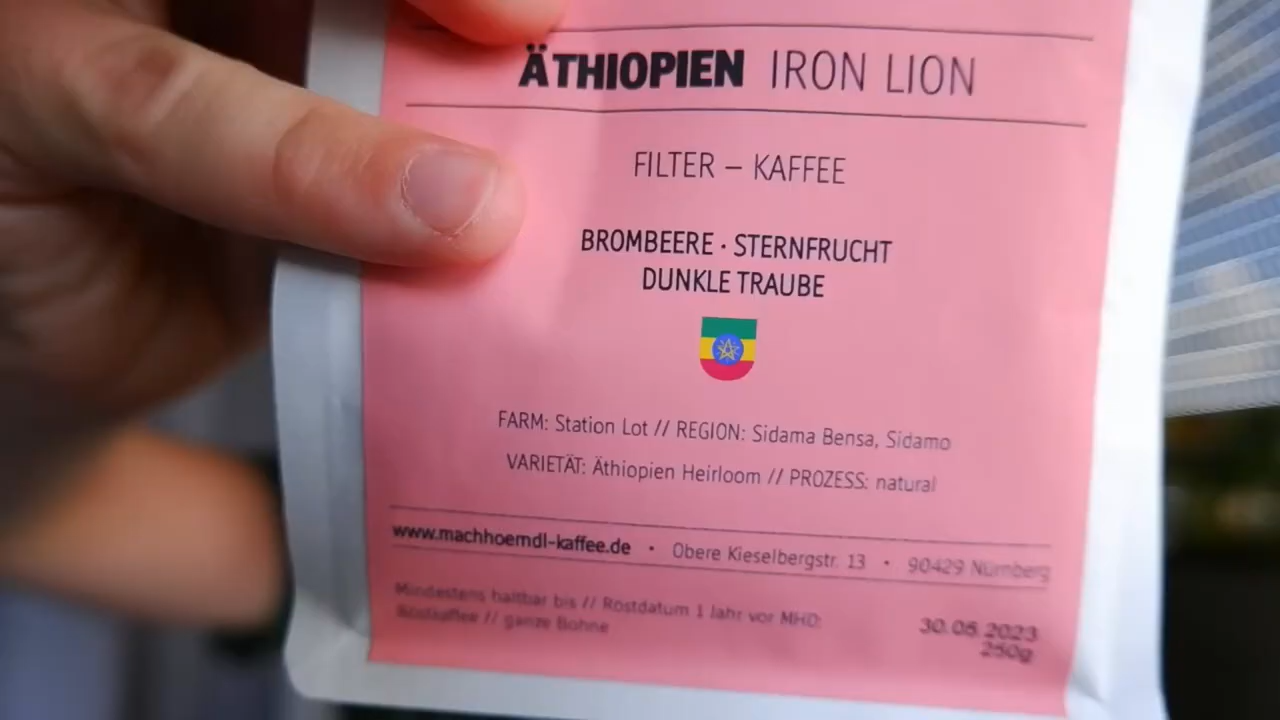 ÄTHIOPIEN IRON LION
FILTER – KAFFEE
BROMBEERE · STERNFRUCHT
DUNKLE TRAUBE
FARM: Station Lot // REGION: Sidama Bensa, Sidamo
VARIETÄT: Äthiopien Heirloom // PROZESS: natural
www.machhoerndl-kaffee.de • Obere Kieselbergstr. 13 • 90429 Nürnberg
Mindestens haltbar bis // Röstdatum 1 Jahr vor MHD: 30.06.2023
Röstkaffee // ganze Bohne 250g